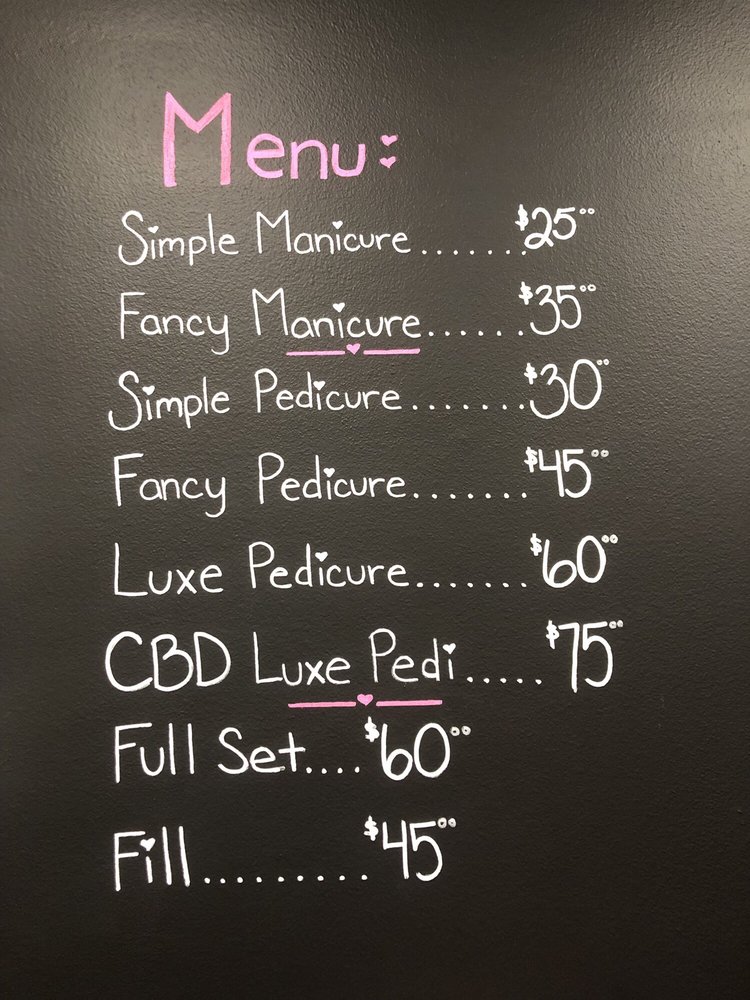 Menu:
Simple Manicure.......$25.00
Fancy Manicure......$35.00
Simple Pedicure.......$30.00
Fancy Pedicure.......$45.00
Luxe Pedicure.......$60.00
CBD Luxe Pedi.....$75.00
Full Set....$60.00
Fill.........$45.00